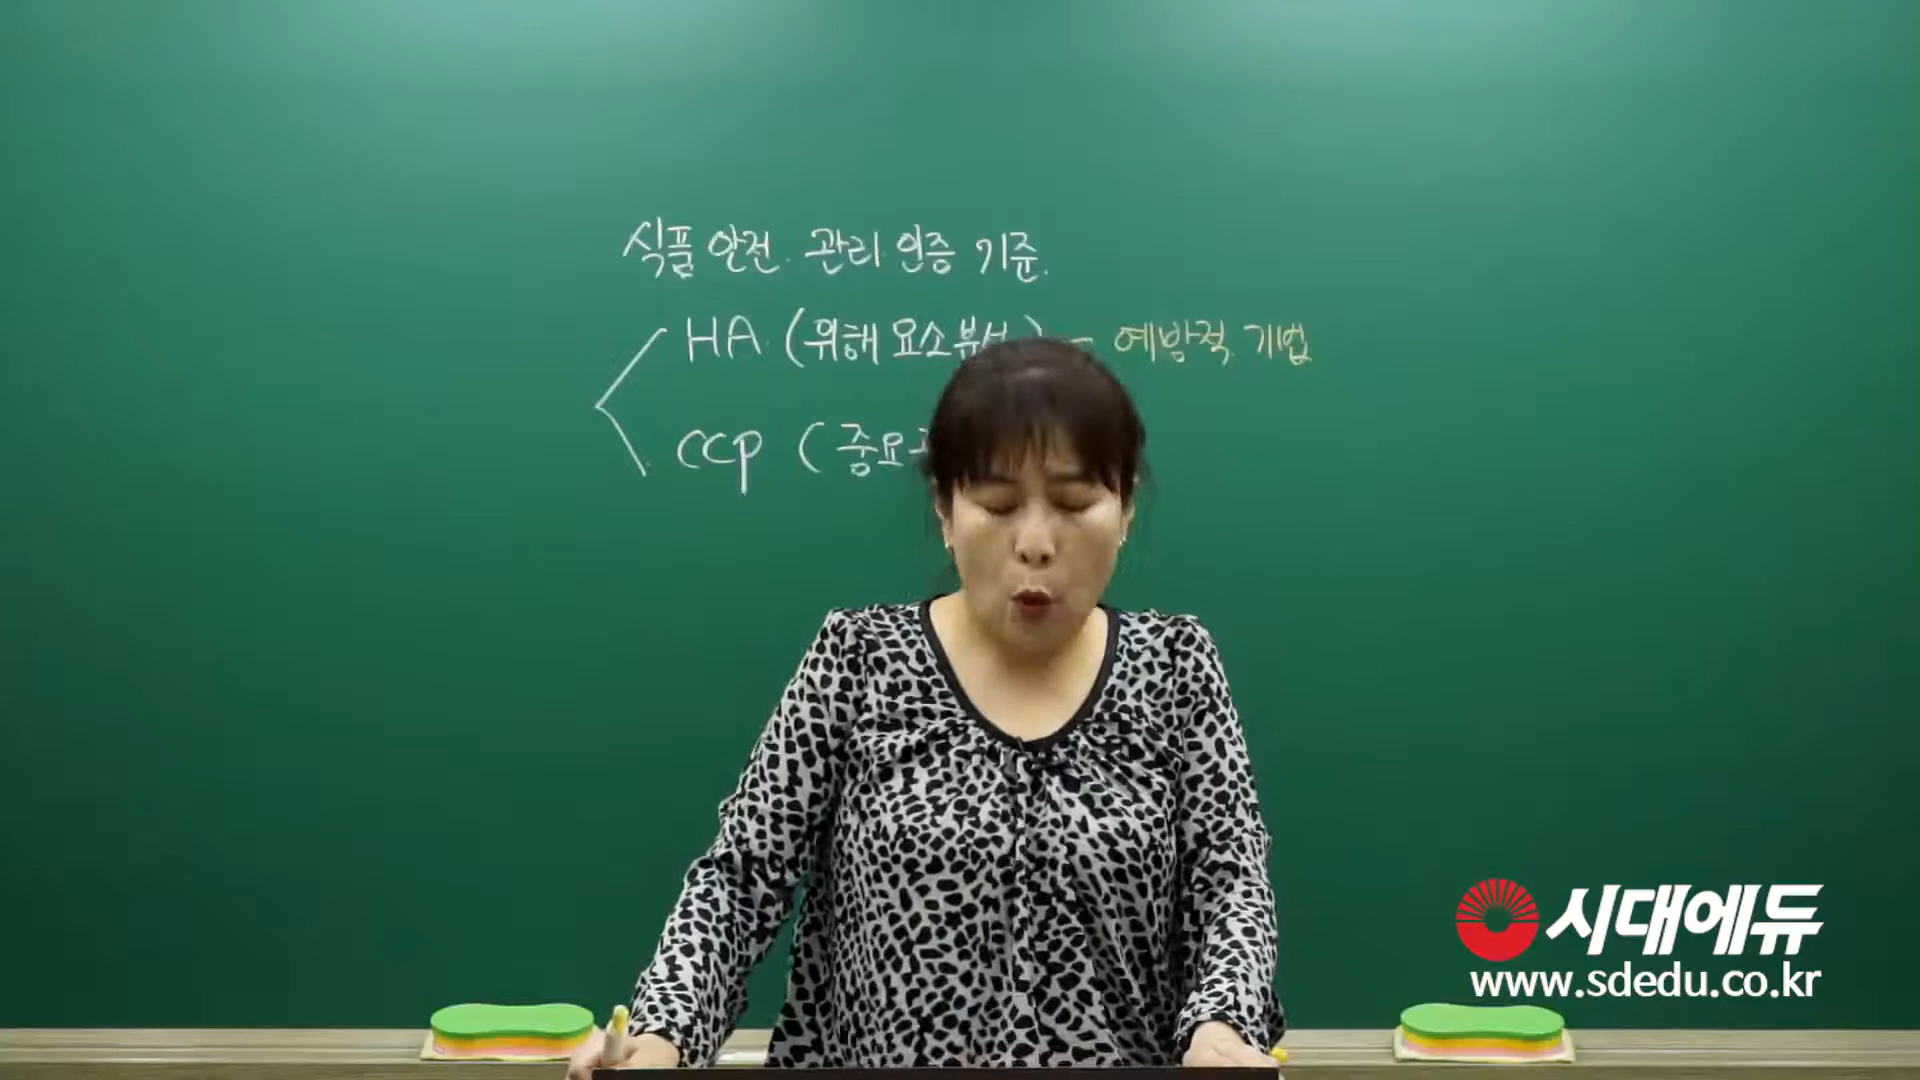 식품 안전 관리 인증 기준.
HA (위해 요소분석) - 예방적 기법
CCP (중요
시대에듀
www.sdedu.co.kr